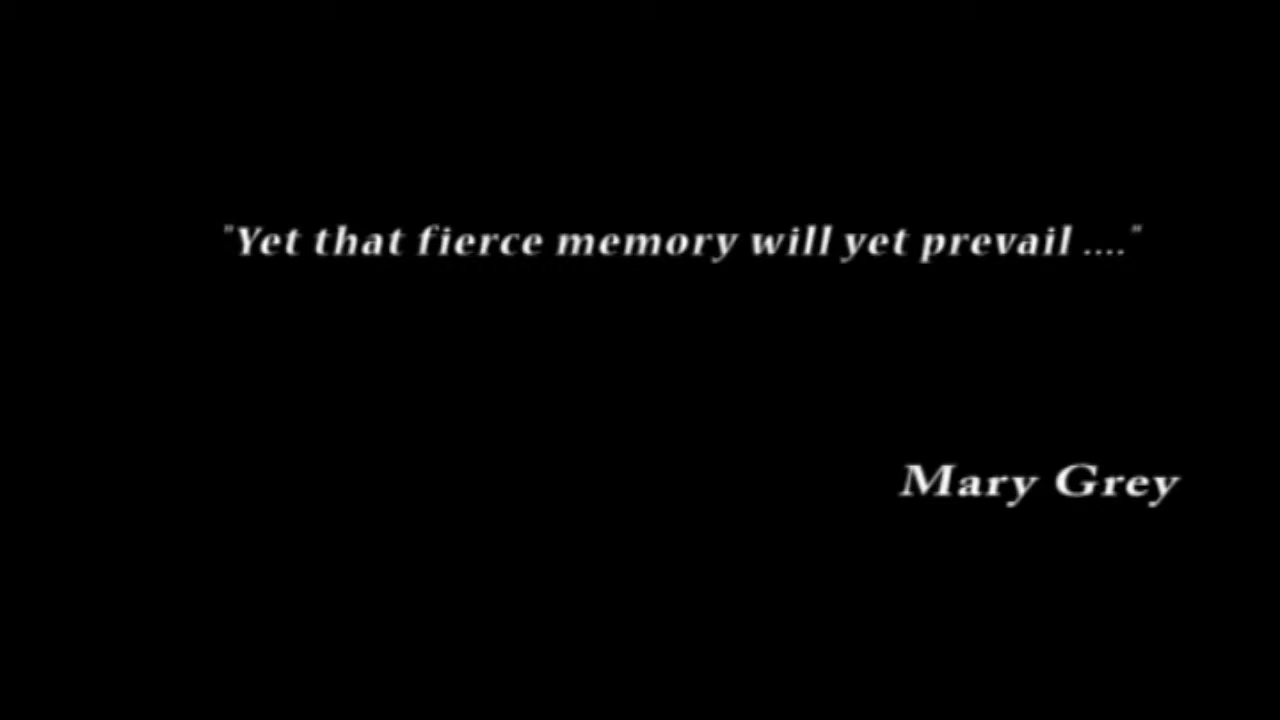 "Yet that fierce memory will yet prevail ...."
Mary Grey